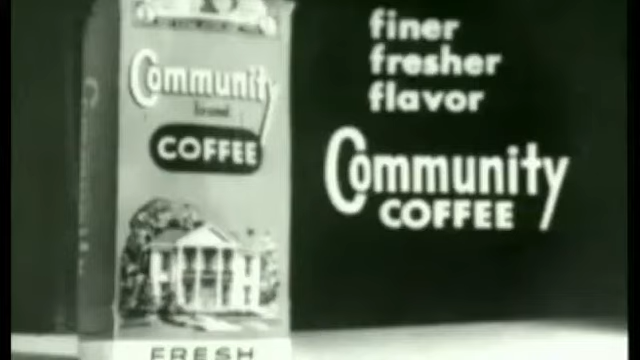 Community
brand
COFFEE
FRESH
finer
fresher
flavor
Community
COFFEE